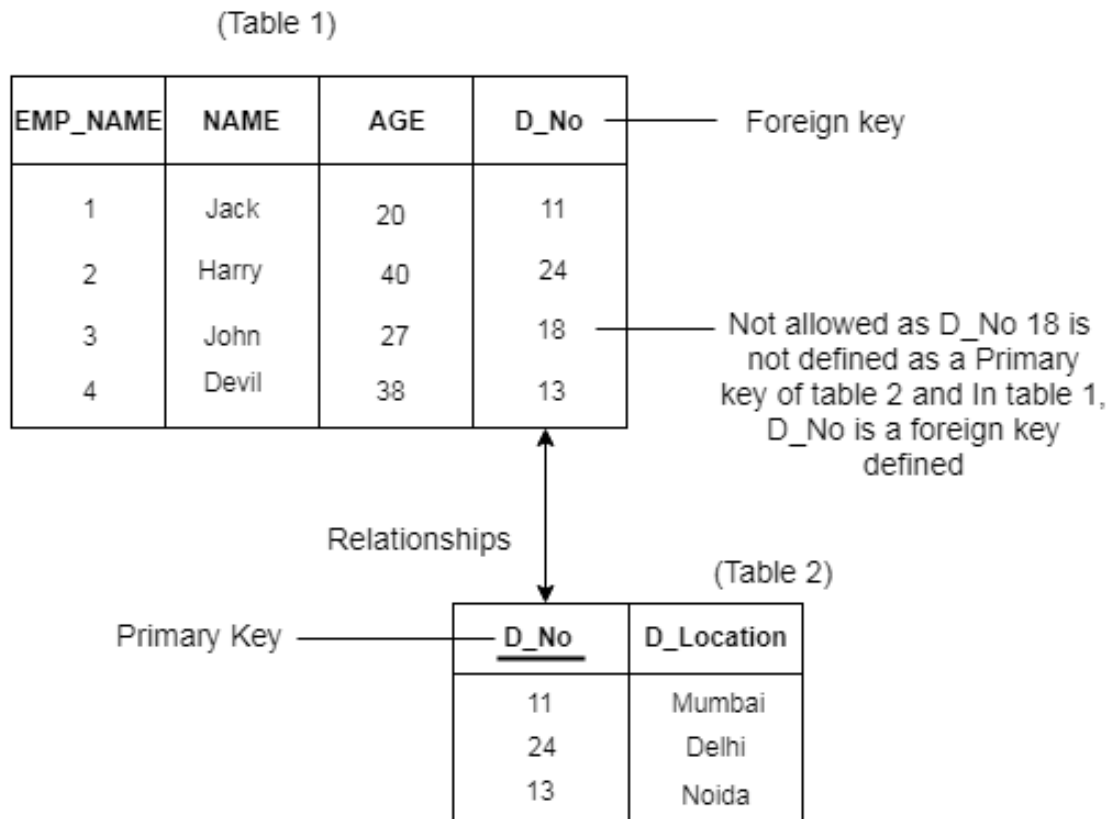 (Table 1)
EMP_NAME NAME AGE D_No Foreign key
1 Jack 20 11
2 Harry 40 24
3 John 27 18
4 Devil 38 13
Not allowed as D_No 18 is
not defined as a Primary
key of table 2 and In table 1,
D_No is a foreign key
defined
Relationships
(Table 2)
Primary Key D_No D_Location
11 Mumbai
24 Delhi
13 Noida